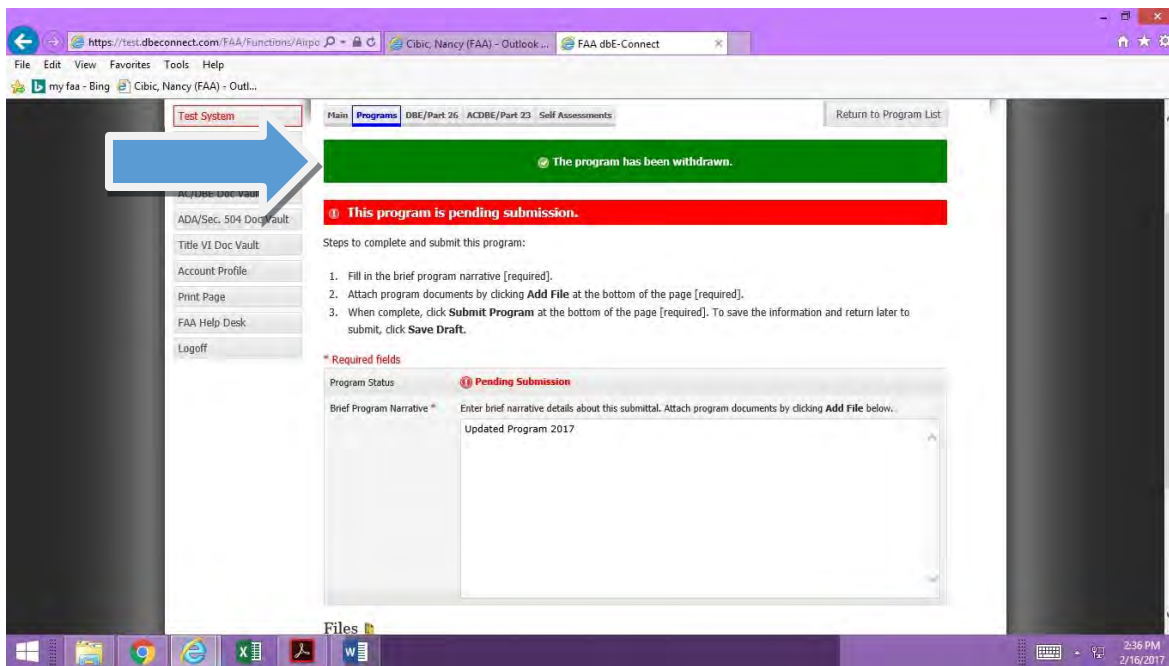 https://test.dbeconnect.com/FAA/Functions/Airpo
Cibic, Nancy (FAA) - Outlook ...
FAA dbE-Connect
File Edit View Favorites Tools Help
my faa - Bing Cibic, Nancy (FAA) - Outl...
Test System
Main Programs DBE/Part 26 ACDBE/Part 23 Self Assessments
Return to Program List
The program has been withdrawn.
AC/DBE Doc Vault
This program is pending submission.
ADA/Sec. 504 Doc Vault
Title VI Doc Vault
Account Profile
Print Page
FAA Help Desk
Logoff
Steps to complete and submit this program:
1. Fill in the brief program narrative [required].
2. Attach program documents by clicking Add File at the bottom of the page [required].
3. When complete, click Submit Program at the bottom of the page [required]. To save the information and return later to
submit, click Save Draft.
* Required fields
Program Status Pending Submission
Brief Program Narrative * Enter brief narrative details about this submittal. Attach program documents by clicking Add File below.
Updated Program 2017
Files
2:36 PM
2/16/2017